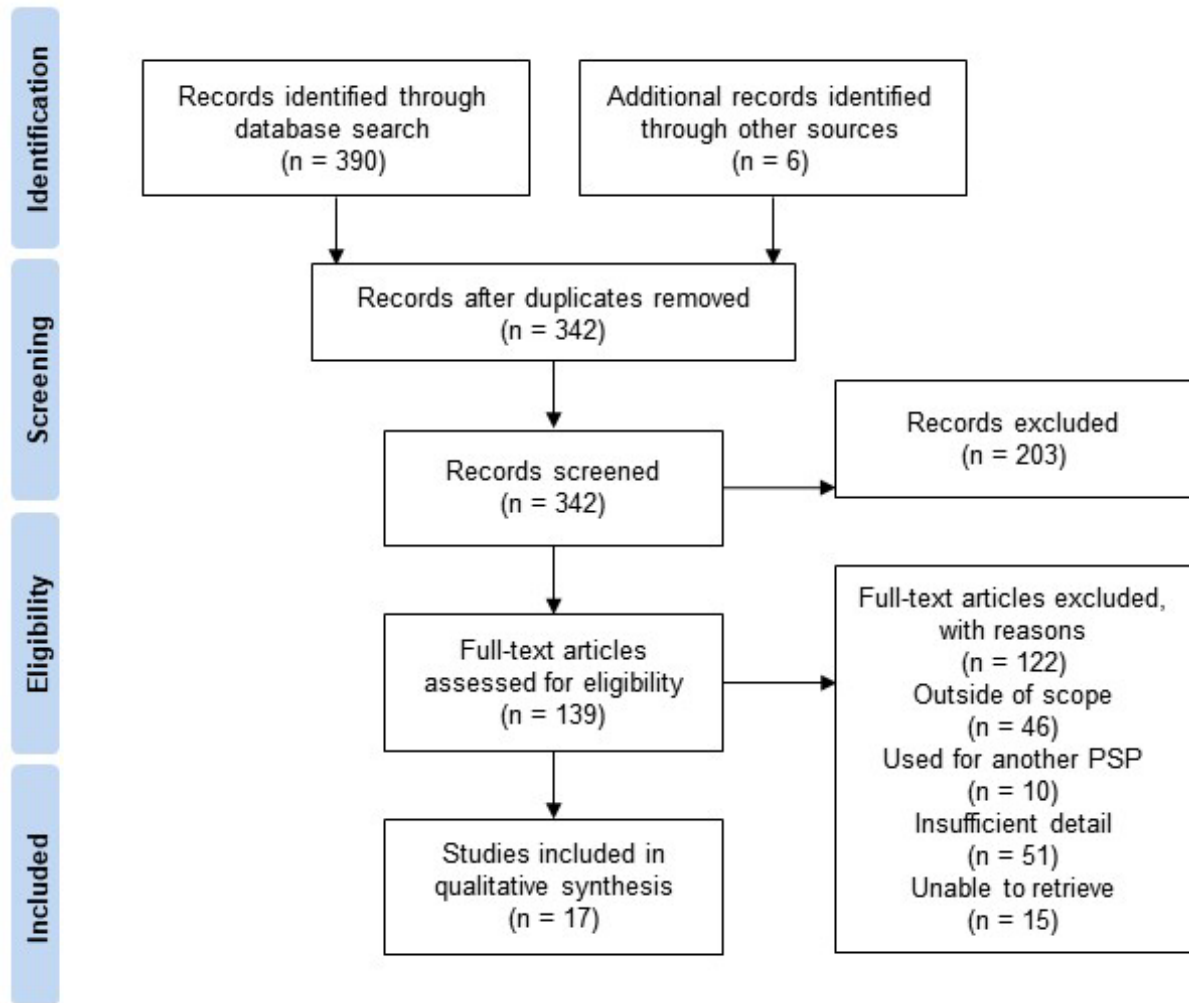 Identification
Records identified through
database search
(n = 390)
Additional records identified
through other sources
(n = 6)
Screening
Records after duplicates removed
(n = 342)
Records screened
(n = 342)
Records excluded
(n = 203)
Eligibility
Full-text articles
assessed for eligibility
(n = 139)
Full-text articles excluded,
with reasons
(n = 122)
Outside of scope
(n = 46)
Used for another PSP
(n = 10)
Insufficient detail
(n = 51)
Unable to retrieve
(n = 15)
Included
Studies included in
qualitative synthesis
(n = 17)